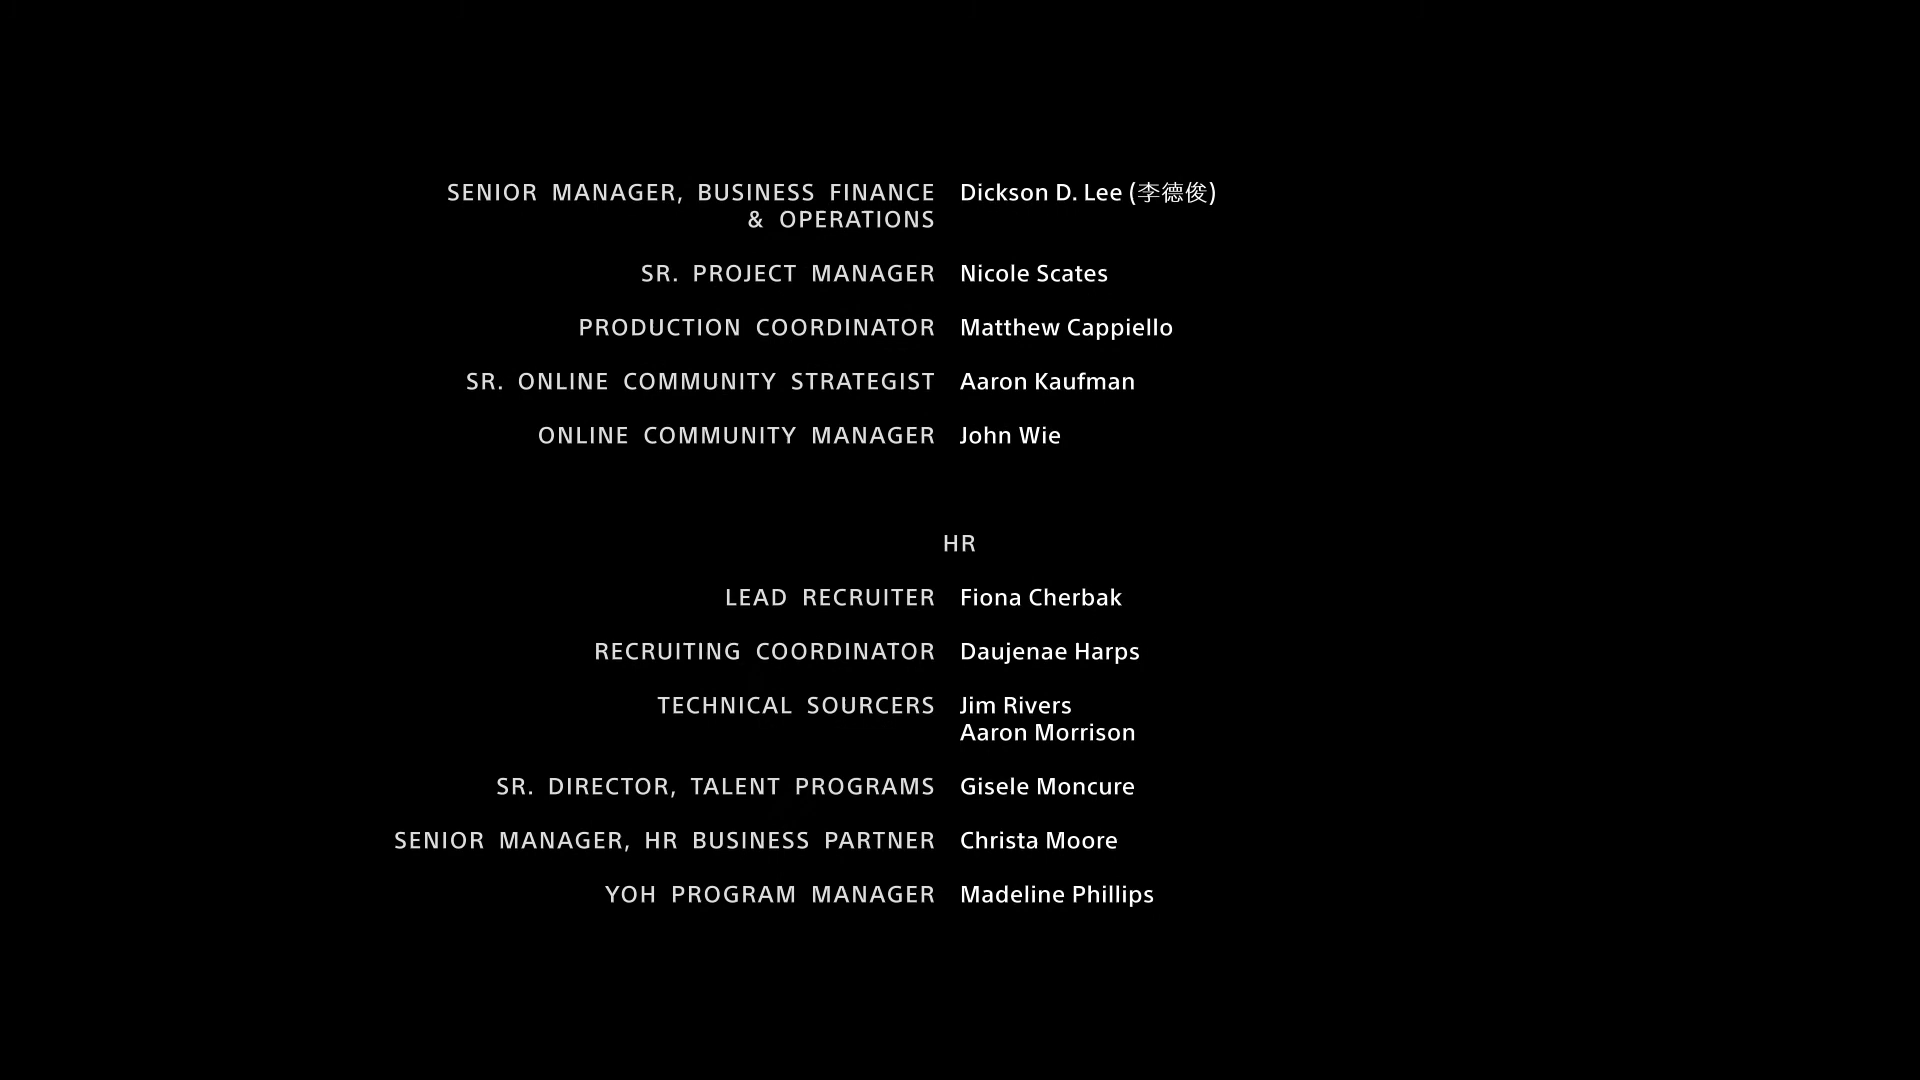 SENIOR MANAGER, BUSINESS FINANCE Dickson D. Lee (李德俊)
& OPERATIONS
SR. PROJECT MANAGER Nicole Scates
PRODUCTION COORDINATOR Matthew Cappiello
SR. ONLINE COMMUNITY STRATEGIST Aaron Kaufman
ONLINE COMMUNITY MANAGER John Wie
HR
LEAD RECRUITER Fiona Cherbak
RECRUITING COORDINATOR Daujenae Harps
TECHNICAL SOURCERS Jim Rivers
Aaron Morrison
SR. DIRECTOR, TALENT PROGRAMS Gisele Moncure
SENIOR MANAGER, HR BUSINESS PARTNER Christa Moore
YOH PROGRAM MANAGER Madeline Phillips